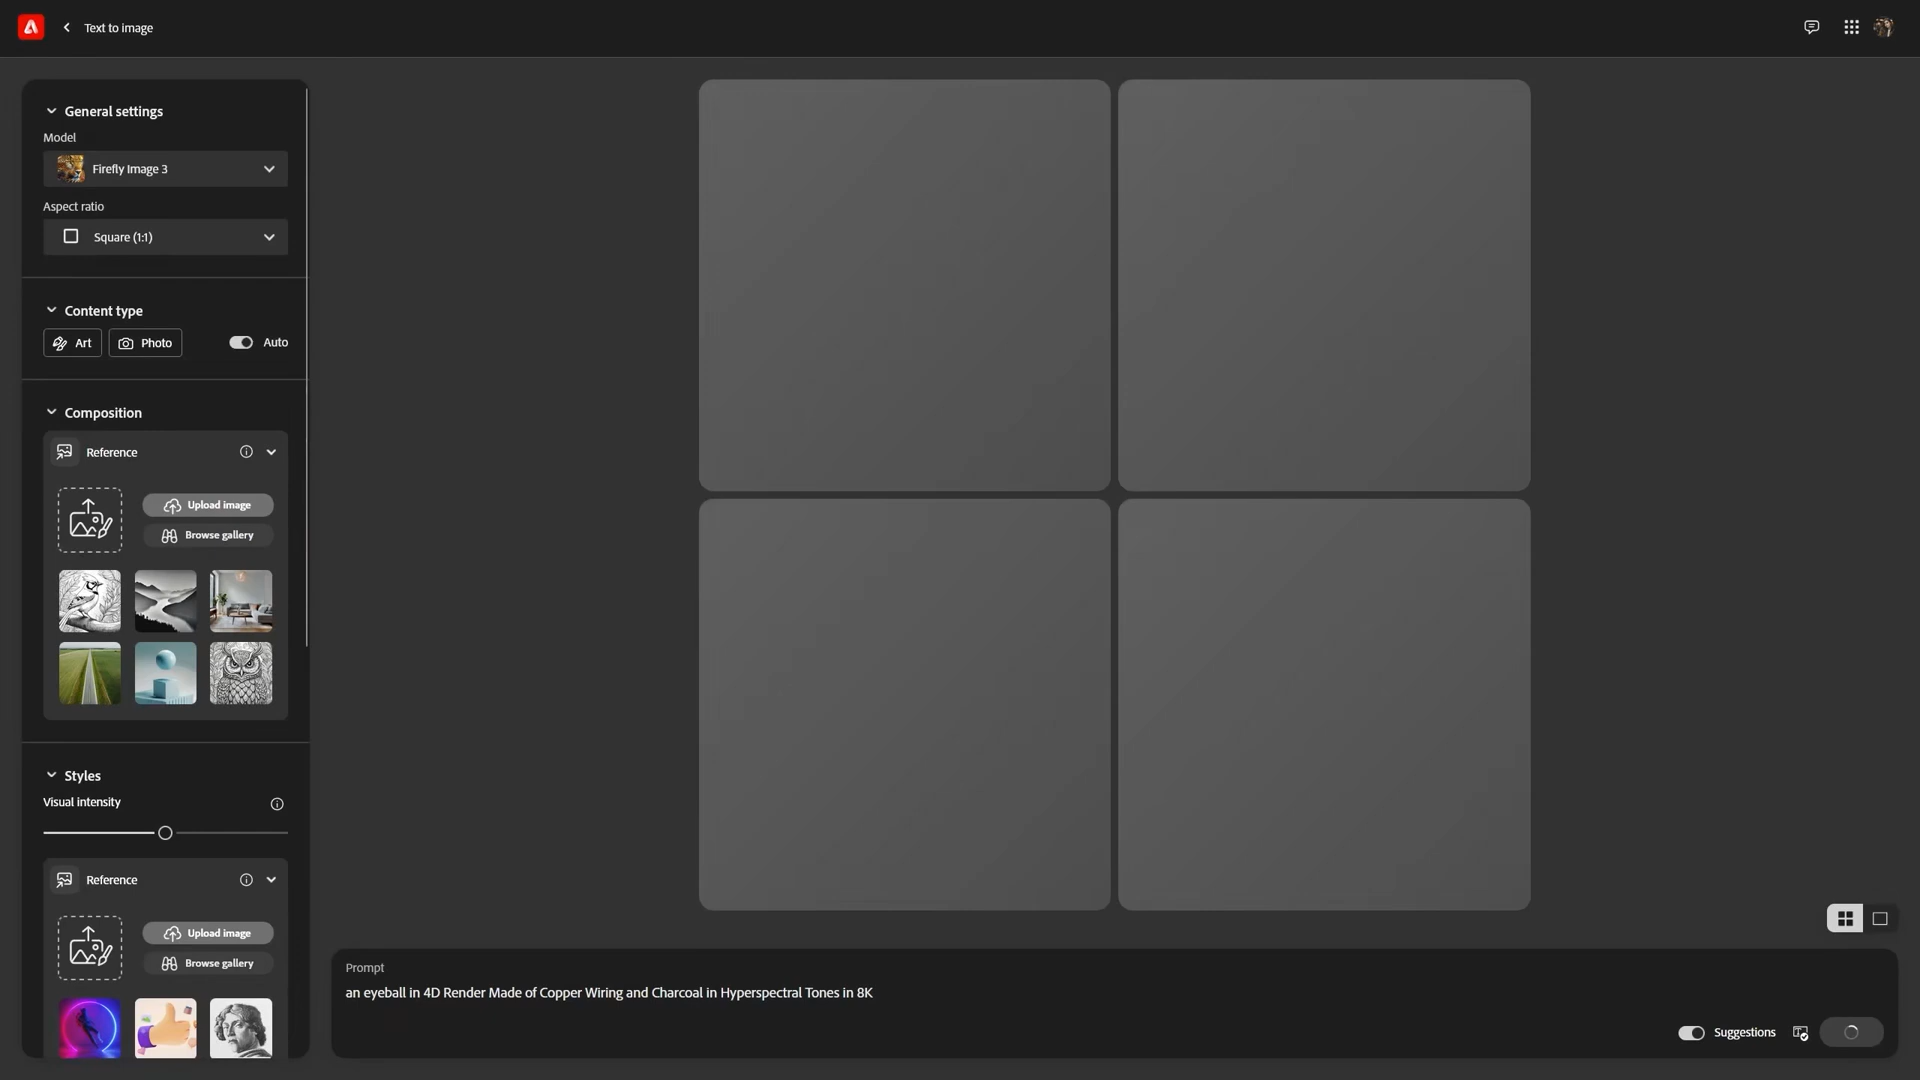 Text to image
General settings
Model
Firefly Image 3
Aspect ratio
Square (1:1)
Content type
Art
Photo
Auto
Composition
Reference
Upload image
Browse gallery
Styles
Visual intensity
Reference
Upload image
Browse gallery
Prompt
an eyeball in 4D Render Made of Copper Wiring and Charcoal in Hyperspectral Tones in 8K
Suggestions